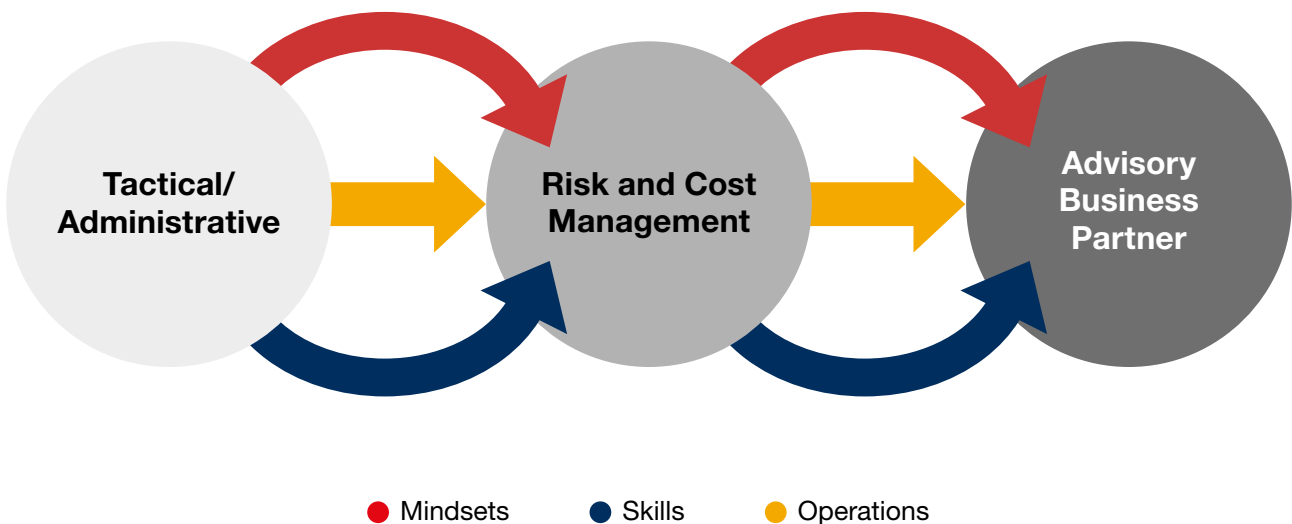 Tactical/
Administrative
Risk and Cost
Management
Advisory
Business
Partner
Mindsets
Skills
Operations